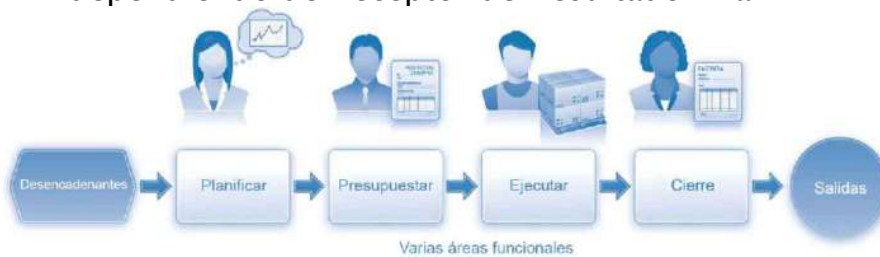 Desencadenantes
Planificar
Presupuestar
Ejecutar
Cierre
Salidas
Varias áreas funcionales